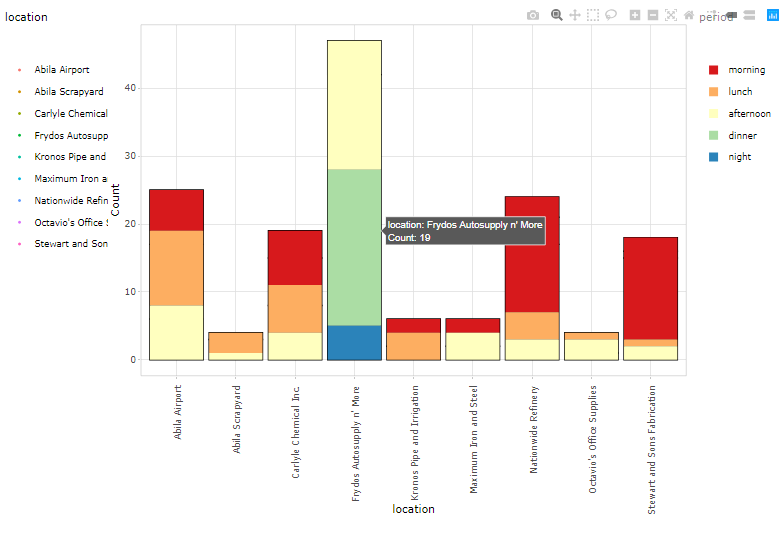 location
period
Abila Airport
Abila Scrapyard
Carlyle Chemical
Frydos Autosupp
Kronos Pipe and
Maximum Iron a
Nationwide Refin
Octavio's Office
Stewart and Son
morning
lunch
afternoon
dinner
night
Count
40
30
20
10
0
location: Frydos Autosupply n' More
Count: 19
Abila Airport
Abila Scrapyard
Carlyle Chemical Inc.
Frydos Autosupply n' More
Kronos Pipe and Irrigation
Maximum Iron and Steel
Nationwide Refinery
Octavio's Office Supplies
Stewart and Sons Fabrication
location